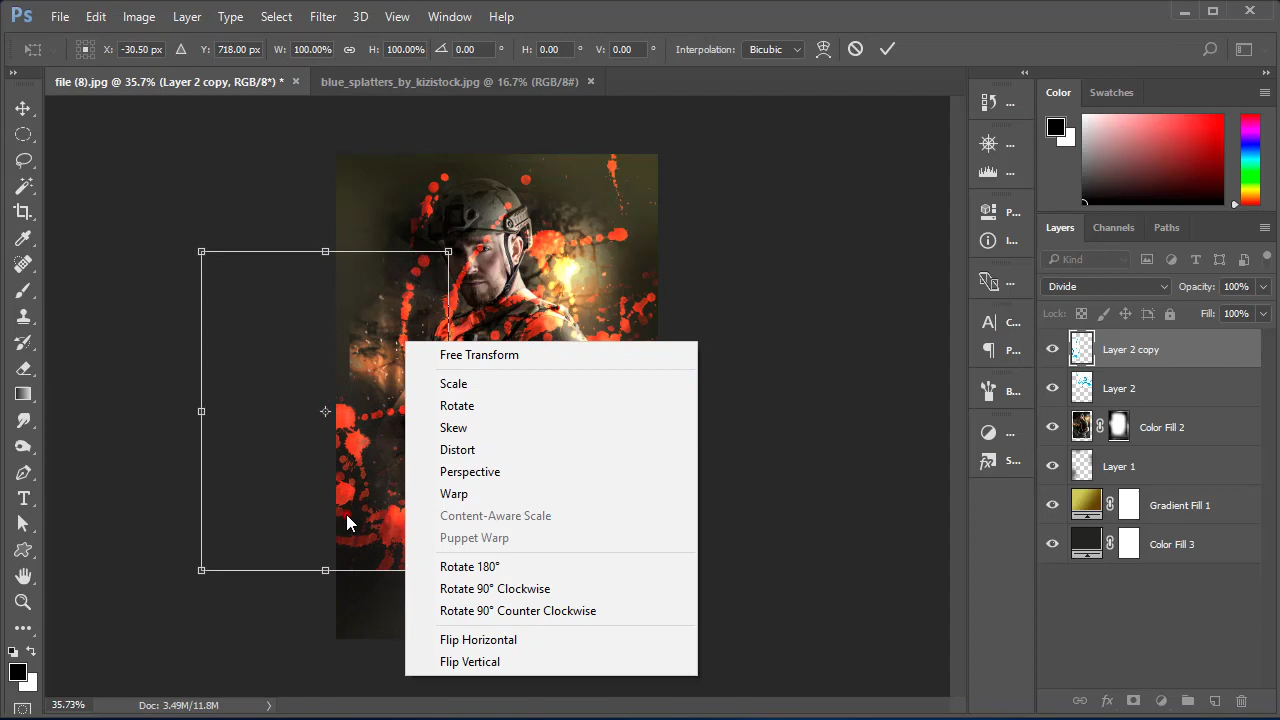 Ps File Edit Image Layer Type Select Filter 3D View Window Help
X: -30.50 px Y: 718.00 px W: 100.00% H: 100.00% 0.00 ° H: 0.00 ° V: 0.00 ° Interpolation: Bicubic
file (8).jpg @ 35.7% (Layer 2 copy, RGB/8*) * × blue_splatters_by_kizistock.jpg @ 16.7% (RGB/8#) ×
Color Swatches
...
...
...
P...
I...
...
A| C...
¶ P...
B...
...
fx S...
Layers Channels Paths
Kind
Divide Opacity: 100%
Lock: Fill: 100%
Layer 2 copy
Layer 2
Color Fill 2
Layer 1
Gradient Fill 1
Color Fill 3
fx
Free Transform
Scale
Rotate
Skew
Distort
Perspective
Warp
Content-Aware Scale
Puppet Warp
Rotate 180°
Rotate 90° Clockwise
Rotate 90° Counter Clockwise
Flip Horizontal
Flip Vertical
35.73% Doc: 3.49M/11.8M